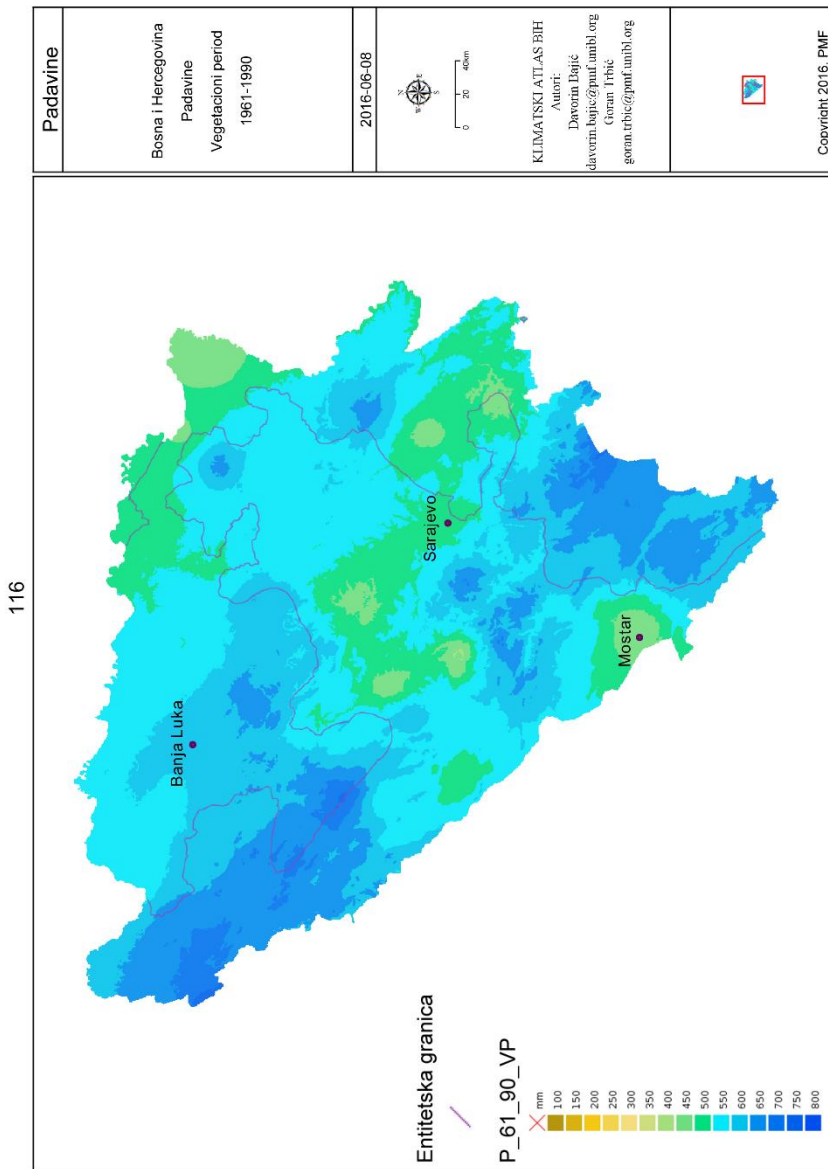 116
Banja Luka
Sarajevo
Mostar
Entitetska granica
P_61_90_VP
mm
100
150
200
250
300
350
400
450
500
550
600
650
700
750
800
Padavine
Bosna i Hercegovina
Padavine
Vegetacioni period
1961-1990
2016-06-08
N
W
E
S
0 20 40km
KLIMATSKI ATLAS BIH
Autori:
Davorin Bajić
davorin.bajic@pmf.unibl.org
Goran Trbić
goran.trbic@pmf.unibl.org
Copyright 2016. PMF